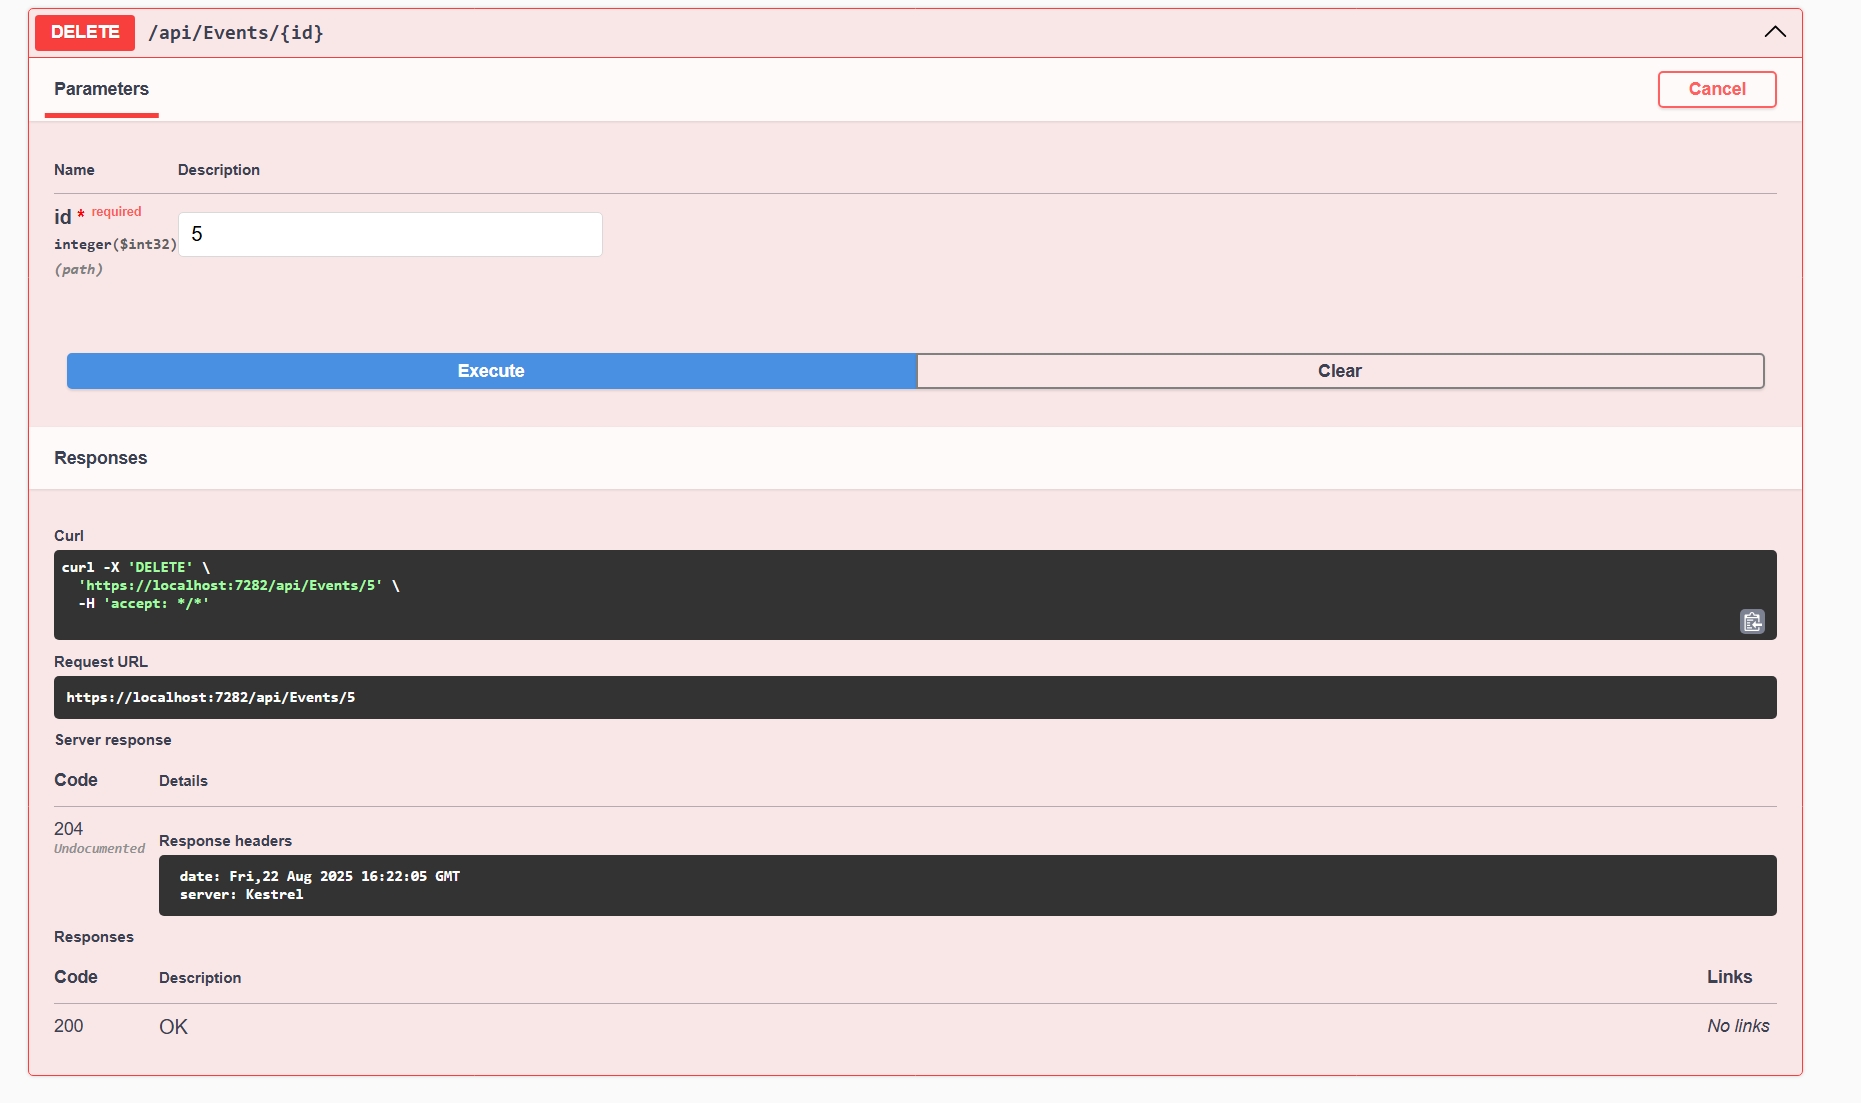 DELETE /api/Events/{id}
Parameters
Cancel
Name Description
id * required
integer($int32)
(path)
5
Execute Clear
Responses
Curl
curl -X 'DELETE' \
  'https://localhost:7282/api/Events/5' \
  -H 'accept: */*'
Request URL
https://localhost:7282/api/Events/5
Server response
Code Details
204
Undocumented
Response headers
date: Fri,22 Aug 2025 16:22:05 GMT
server: Kestrel
Responses
Code Description Links
200 OK No links